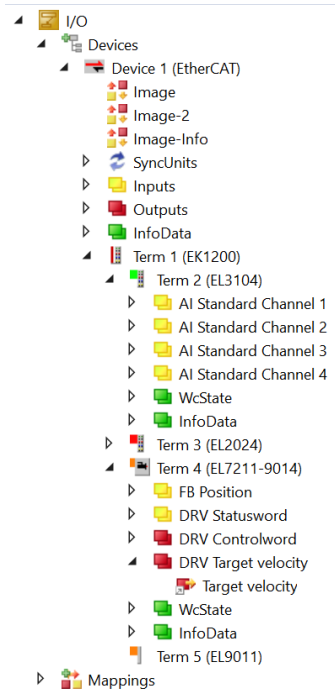 I/O
Devices
Device 1 (EtherCAT)
Image
Image-2
Image-Info
SyncUnits
Inputs
Outputs
InfoData
Term 1 (EK1200)
Term 2 (EL3104)
AI Standard Channel 1
AI Standard Channel 2
AI Standard Channel 3
AI Standard Channel 4
WcState
InfoData
Term 3 (EL2024)
Term 4 (EL7211-9014)
FB Position
DRV Statusword
DRV Controlword
DRV Target velocity
Target velocity
WcState
InfoData
Term 5 (EL9011)
Mappings